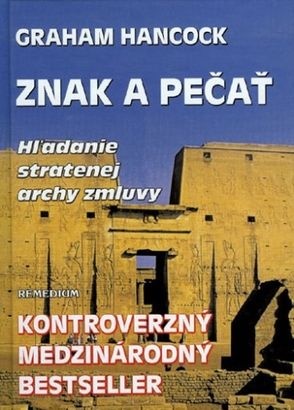 GRAHAM HANCOCK
ZNAK A PEČAŤ
Hľadanie
stratenej
archy zmluvy
REMEDIUM
KONTROVERZNÝ
MEDZINÁRODNÝ
BESTSELLER